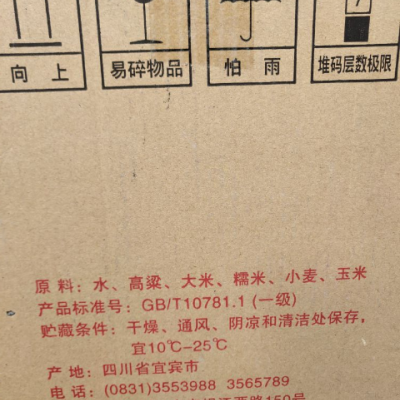 向上 易碎物品 怕雨 堆码层数极限
原料：水、高粱、大米、糯米、小麦、玉米
产品标准号：GB/T10781.1 (一级)
贮藏条件：干燥、通风、阴凉和清洁处保存，
宜10℃-25℃
产地：四川省宜宾市
电话：(0831)3553988 3565789